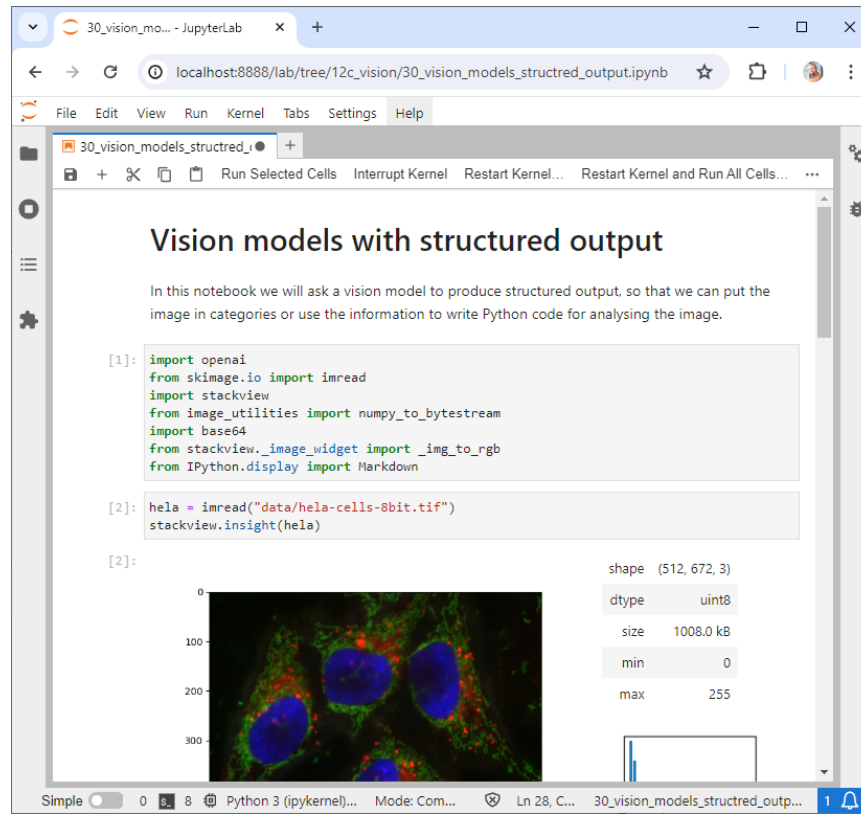 30_vision_mo... - JupyterLab
localhost:8888/lab/tree/12c_vision/30_vision_models_structred_output.ipynb
File Edit View Run Kernel Tabs Settings Help
30_vision_models_structred_
Run Selected Cells Interrupt Kernel Restart Kernel... Restart Kernel and Run All Cells... ...
Vision models with structured output
In this notebook we will ask a vision model to produce structured output, so that we can put the
image in categories or use the information to write Python code for analysing the image.
[1]: import openai
from skimage.io import imread
import stackview
from image_utilities import numpy_to_bytestream
import base64
from stackview._image_widget import _img_to_rgb
from IPython.display import Markdown
[2]: hela = imread("data/hela-cells-8bit.tif")
stackview.insight(hela)
[2]:
shape (512, 672, 3)
dtype uint8
size 1008.0 kB
min 0
max 255
0
100
200
300
Simple 0 8 Python 3 (ipykernel)... Mode: Com... Ln 28, C... 30_vision_models_structred_outp... 1